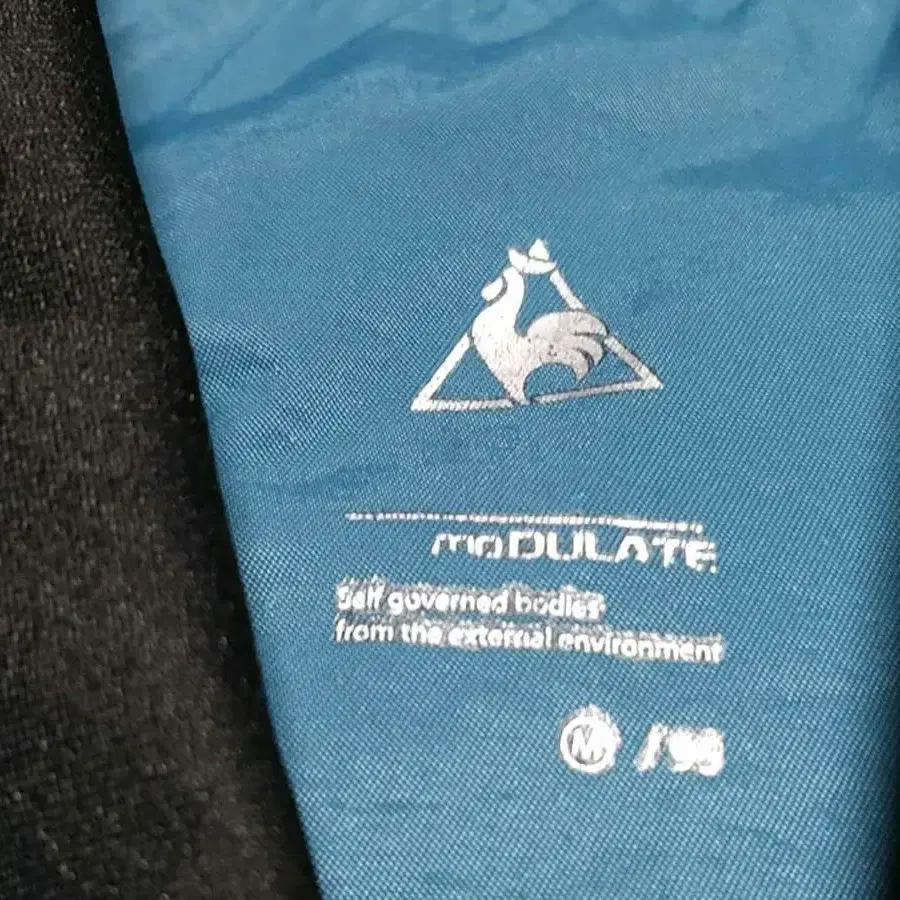 moDULATE
Self governed bodies
from the external environment
M /95